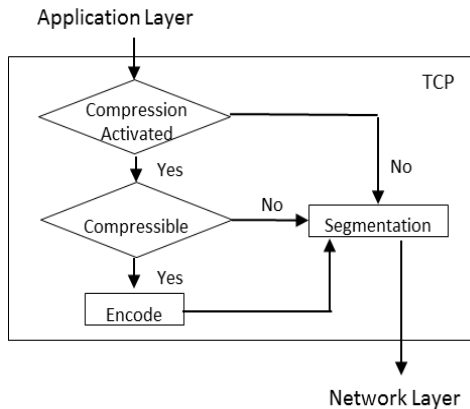 Application Layer
TCP
Compression
Activated
Yes
No
Compressible
No
Segmentation
Yes
Encode
Network Layer